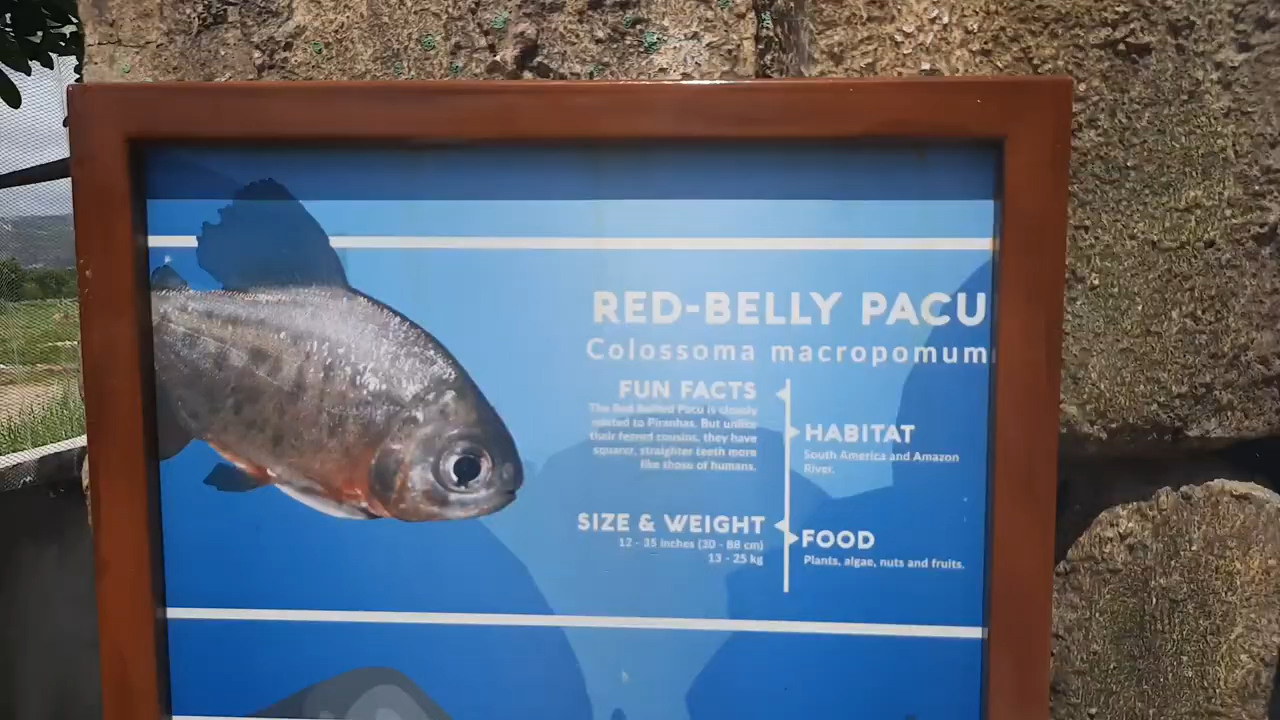 RED-BELLY PACU
Colossoma macropomum
FUN FACTS
The Red Bellied Pacu is closely
related to Piranhas. But unlike
their feared cousins, they have
squarer, straighter teeth more
like those of humans.
HABITAT
South America and Amazon
River.
SIZE & WEIGHT
12 - 35 inches (30 - 88 cm)
13 - 25 kg
FOOD
Plants, algae, nuts and fruits.